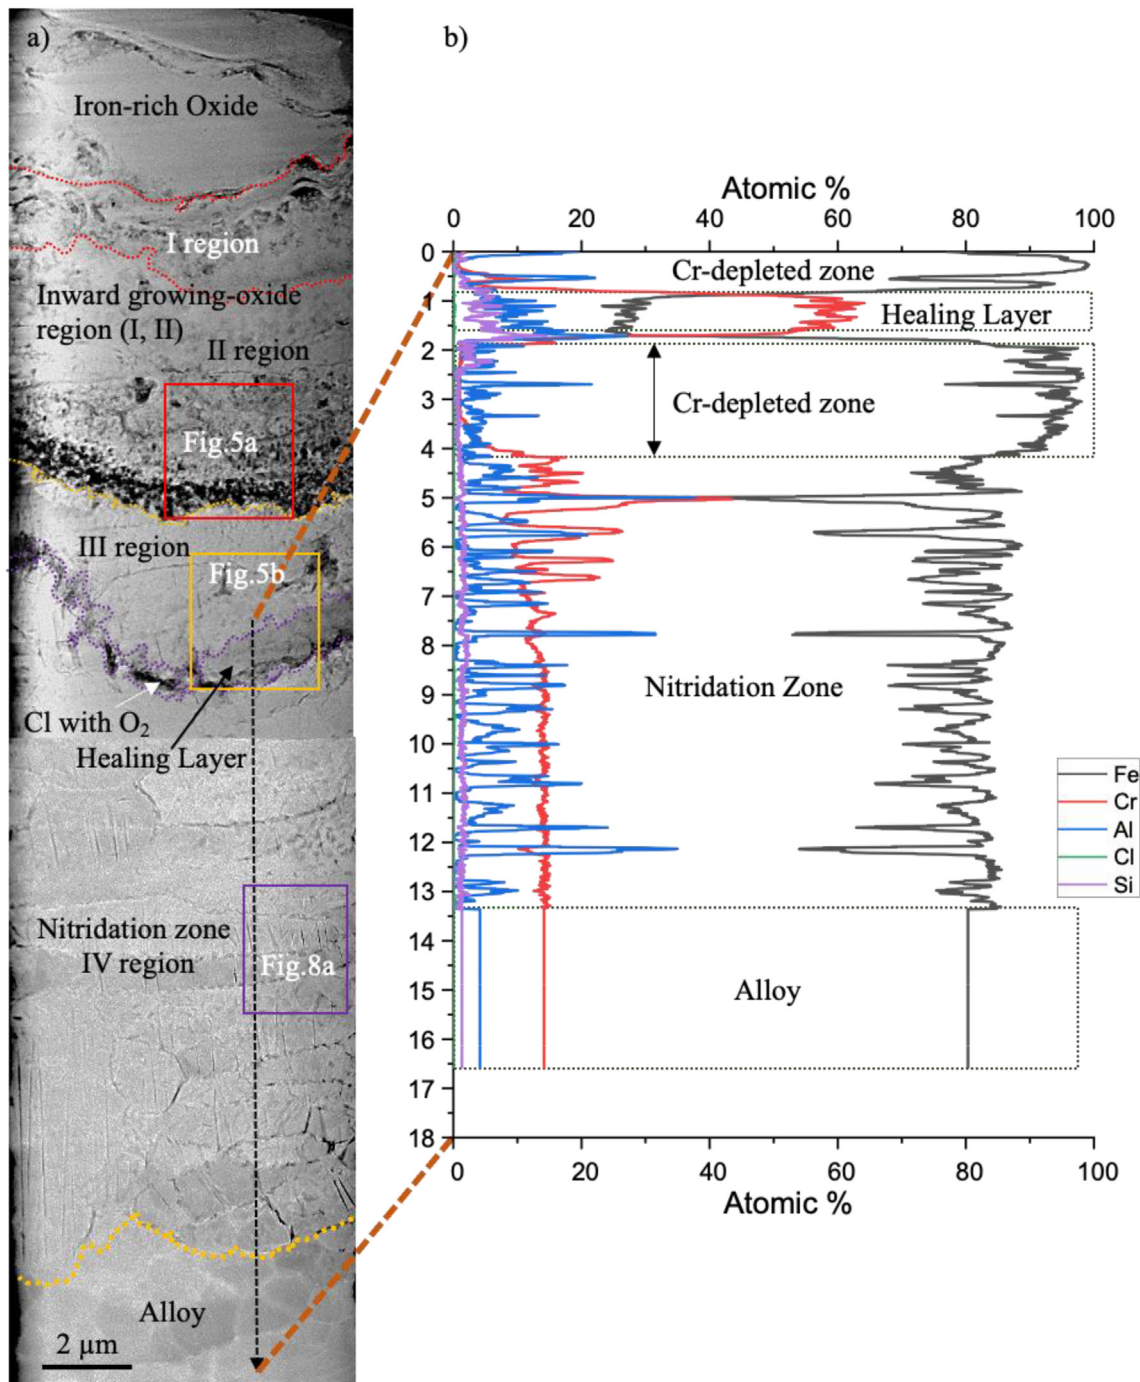 a)
Iron-rich Oxide
I region
Inward growing-oxide
region (I, II)
II region
Fig.5a
III region
Fig.5b
Cl with O2
Healing Layer
Nitridation zone
IV region
Fig.8a
Alloy
2 µm
b)
Atomic %
0 20 40 60 80 100
0
1
2
3
4
5
6
7
8
9
10
11
12
13
14
15
16
17
18
Cr-depleted zone
Healing Layer
Cr-depleted zone
Nitridation Zone
Fe
Cr
Al
Cl
Si
Alloy
0 20 40 60 80 100
Atomic %